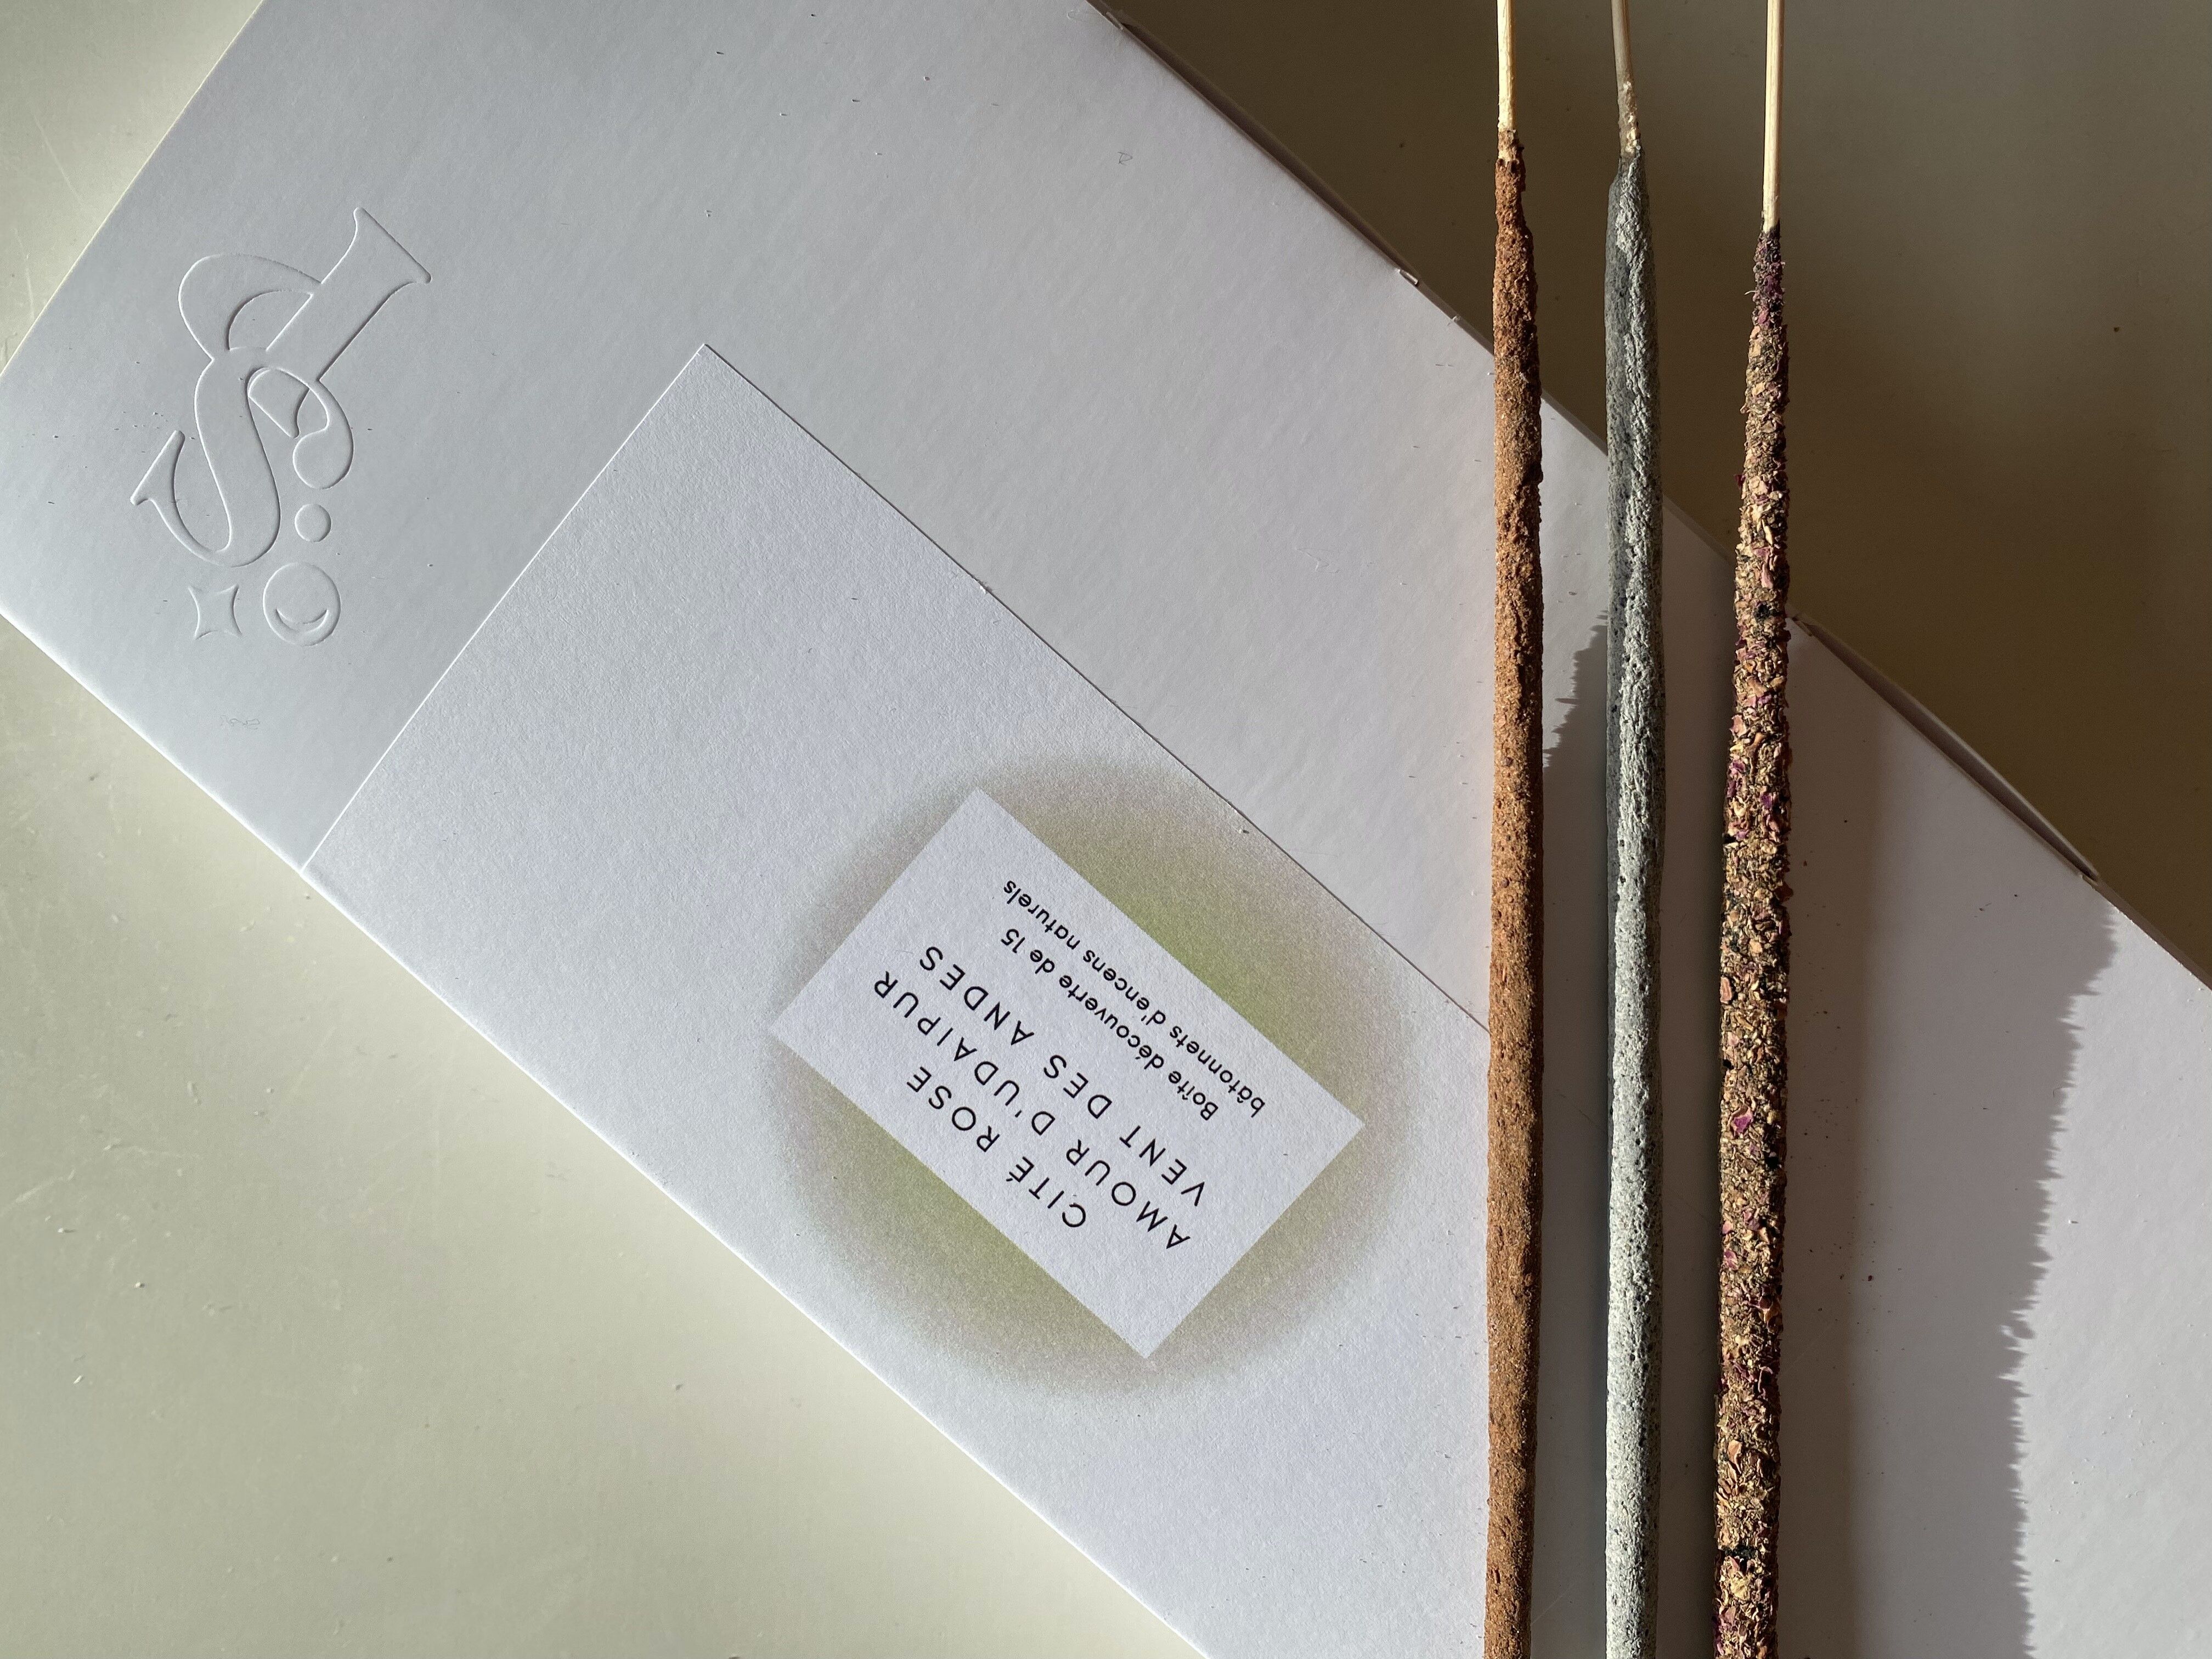 CITÉ ROSE
AMOUR D'UDAIPUR
VENT DES ANDES
Boîte découverte de 15
bâtonnets d'encens naturels